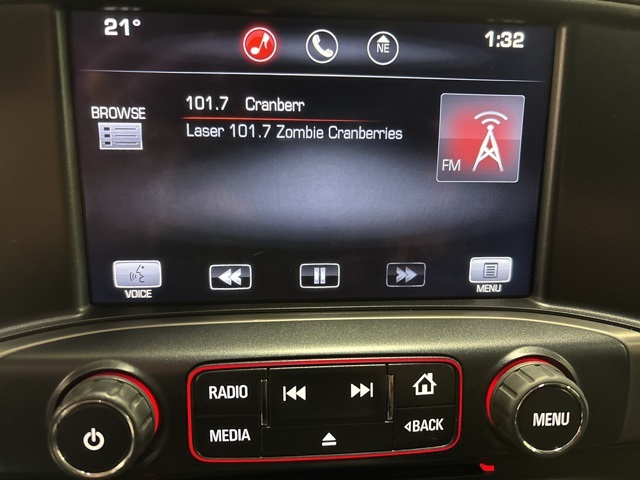 21° 1:32
NE
BROWSE
101.7 Cranberr
Laser 101.7 Zombie Cranberries
FM
VOICE
MENU
RADIO
MEDIA
BACK
MENU